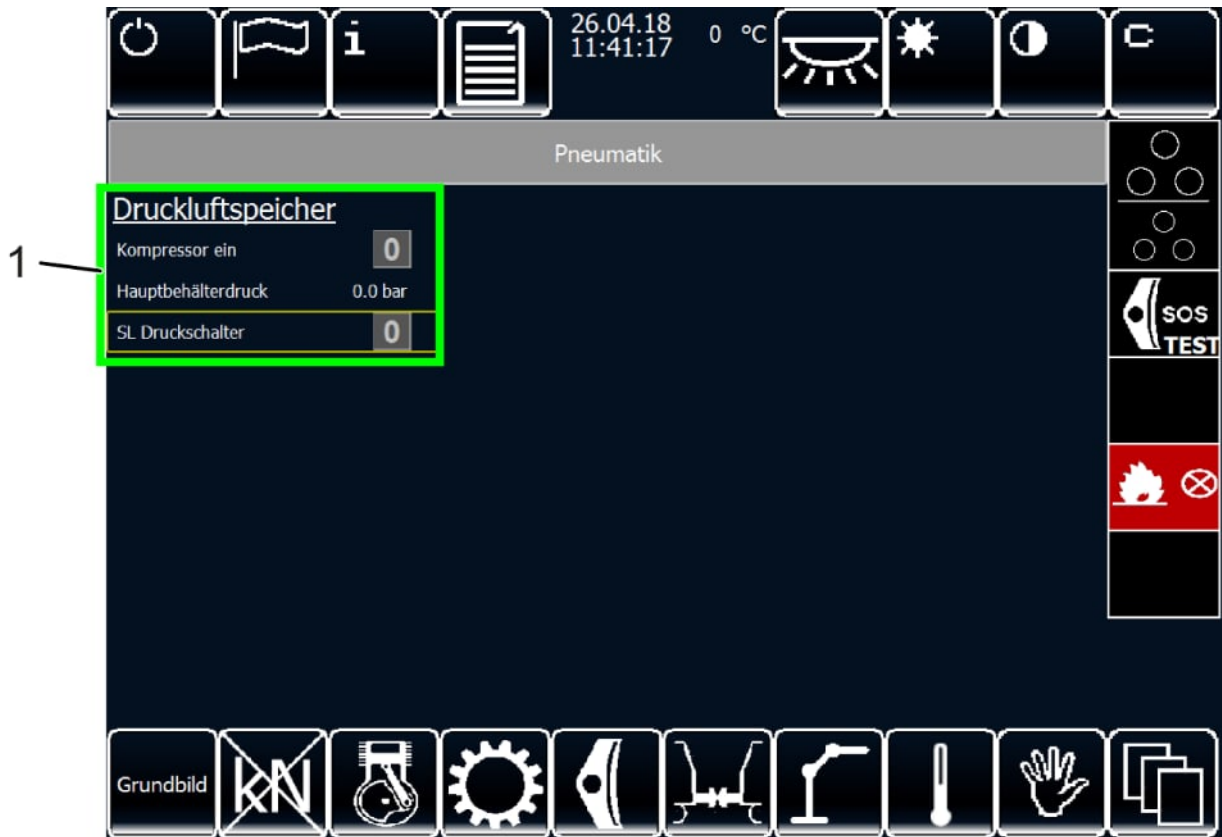 26.04.18
i 11:41:17 0 °C C
Pneumatik
Druckluftspeicher
1
Kompressor ein 0
Hauptbehälterdruck 0.0 bar
SL Druckschalter 0
SOS
TEST
Grundbild kN